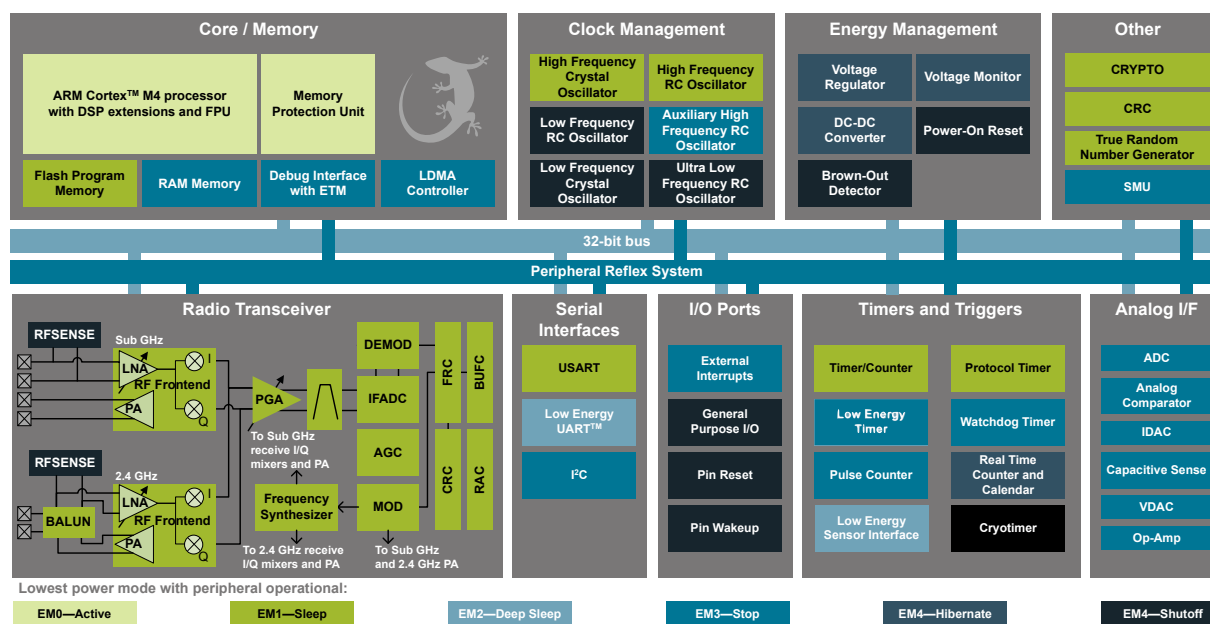 Core / Memory
ARM Cortex™ M4 processor
with DSP extensions and FPU
Memory
Protection Unit
Flash Program
Memory
RAM Memory
Debug Interface
with ETM
LDMA
Controller
Clock Management
High Frequency
Crystal
Oscillator
High Frequency
RC Oscillator
Low Frequency
RC Oscillator
Auxiliary High
Frequency RC
Oscillator
Low Frequency
Crystal
Oscillator
Ultra Low
Frequency RC
Oscillator
Energy Management
Voltage
Regulator
Voltage Monitor
DC-DC
Converter
Power-On Reset
Brown-Out
Detector
Other
CRYPTO
CRC
True Random
Number Generator
SMU
32-bit bus
Peripheral Reflex System
Radio Transceiver
RFSENSE
Sub GHz
LNA
RF Frontend
PA
I
Q
RFSENSE
2.4 GHz
LNA
RF Frontend
PA
I
Q
BALUN
PGA
To Sub GHz
receive I/Q
mixers and PA
Frequency
Synthesizer
To 2.4 GHz receive
I/Q mixers and PA
DEMOD
IFADC
AGC
MOD
To Sub GHz
and 2.4 GHz PA
FRC
BUFC
CRC
RAC
Serial
Interfaces
USART
Low Energy
UART™
I²C
I/O Ports
External
Interrupts
General
Purpose I/O
Pin Reset
Pin Wakeup
Timers and Triggers
Timer/Counter
Protocol Timer
Low Energy
Timer
Watchdog Timer
Pulse Counter
Real Time
Counter and
Calendar
Low Energy
Sensor Interface
Cryotimer
Analog I/F
ADC
Analog
Comparator
IDAC
Capacitive Sense
VDAC
Op-Amp
Lowest power mode with peripheral operational:
EM0—Active
EM1—Sleep
EM2—Deep Sleep
EM3—Stop
EM4—Hibernate
EM4—Shutoff